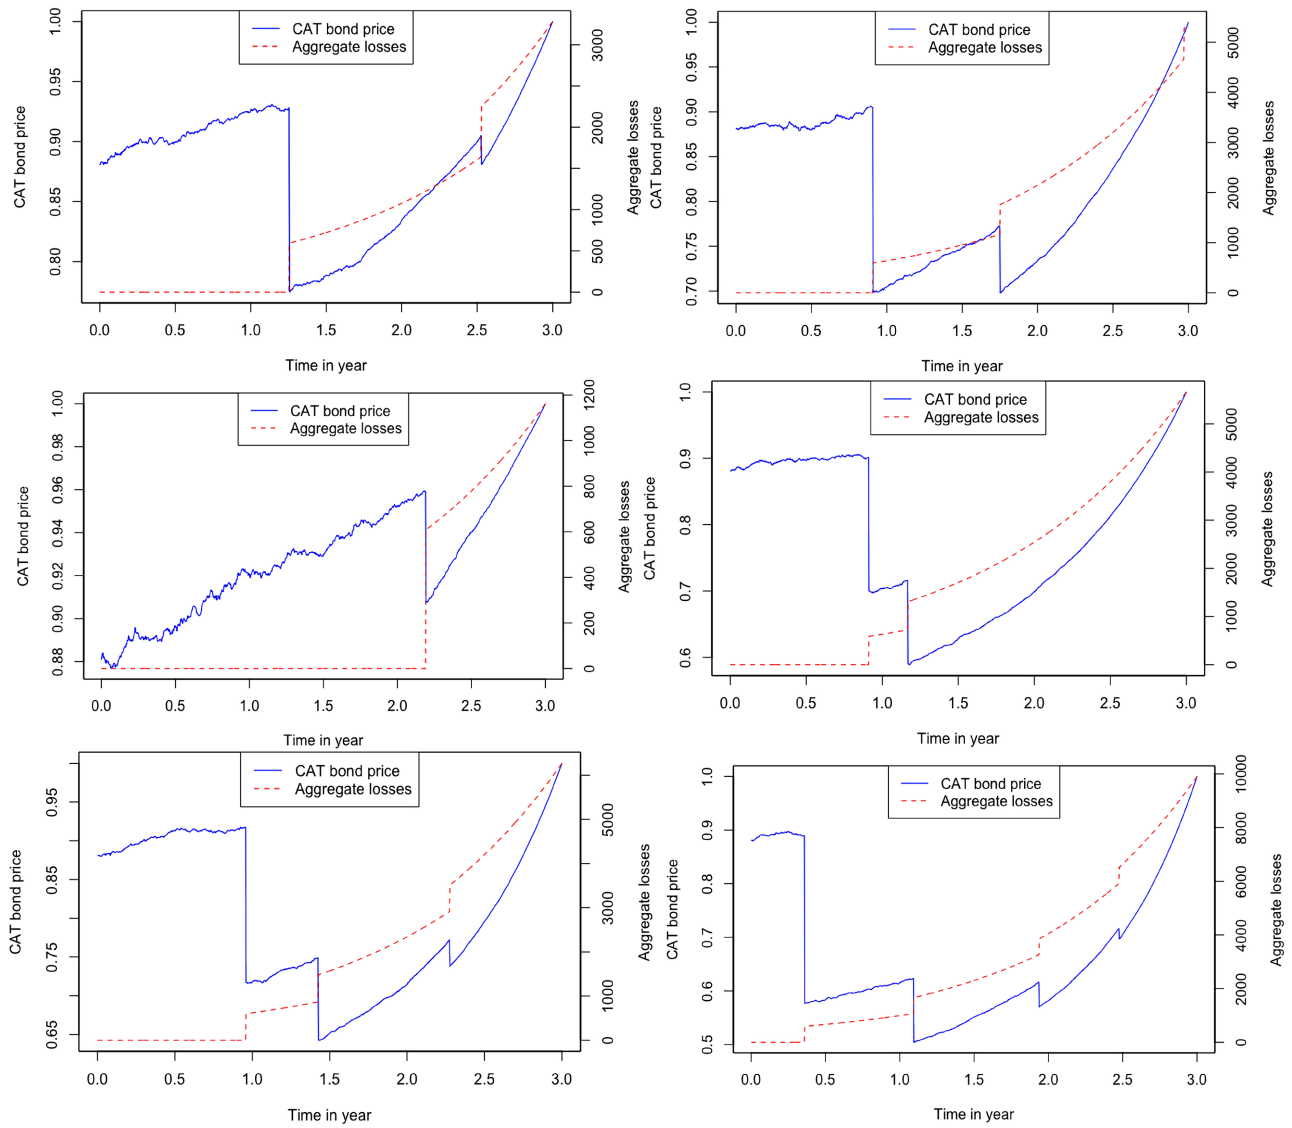 CAT bond price
Aggregate losses
CAT bond price
0.80
0.85
0.90
0.95
1.00
0
500
1000
2000
3000
Aggregate losses
0.0 0.5 1.0 1.5 2.0 2.5 3.0
Time in year
CAT bond price
Aggregate losses
CAT bond price
0.70
0.75
0.80
0.85
0.90
0.95
1.00
0
1000
2000
3000
4000
5000
Aggregate losses
0.0 0.5 1.0 1.5 2.0 2.5 3.0
Time in year
CAT bond price
Aggregate losses
CAT bond price
0.88
0.90
0.92
0.94
0.96
0.98
1.00
0
200
400
600
800
1000
1200
Aggregate losses
0.0 0.5 1.0 1.5 2.0 2.5 3.0
Time in year
CAT bond price
Aggregate losses
CAT bond price
0.6
0.7
0.8
0.9
1.0
0
1000
2000
3000
4000
5000
Aggregate losses
0.0 0.5 1.0 1.5 2.0 2.5 3.0
Time in year
CAT bond price
Aggregate losses
CAT bond price
0.65
0.75
0.85
0.95
0
1000
3000
5000
Aggregate losses
0.0 0.5 1.0 1.5 2.0 2.5 3.0
Time in year
CAT bond price
Aggregate losses
CAT bond price
0.5
0.6
0.7
0.8
0.9
1.0
0
2000
4000
6000
8000
10000
Aggregate losses
0.0 0.5 1.0 1.5 2.0 2.5 3.0
Time in year